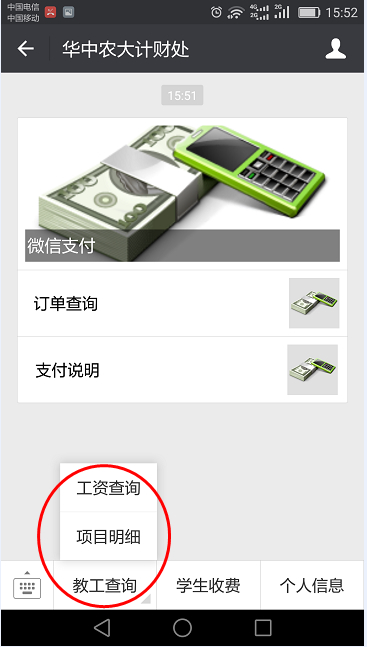 中国电信
中国移动
4G
2G
2G
15:52
华中农大计财处
15:51
微信支付
订单查询
支付说明
工资查询
项目明细
教工查询
学生收费
个人信息